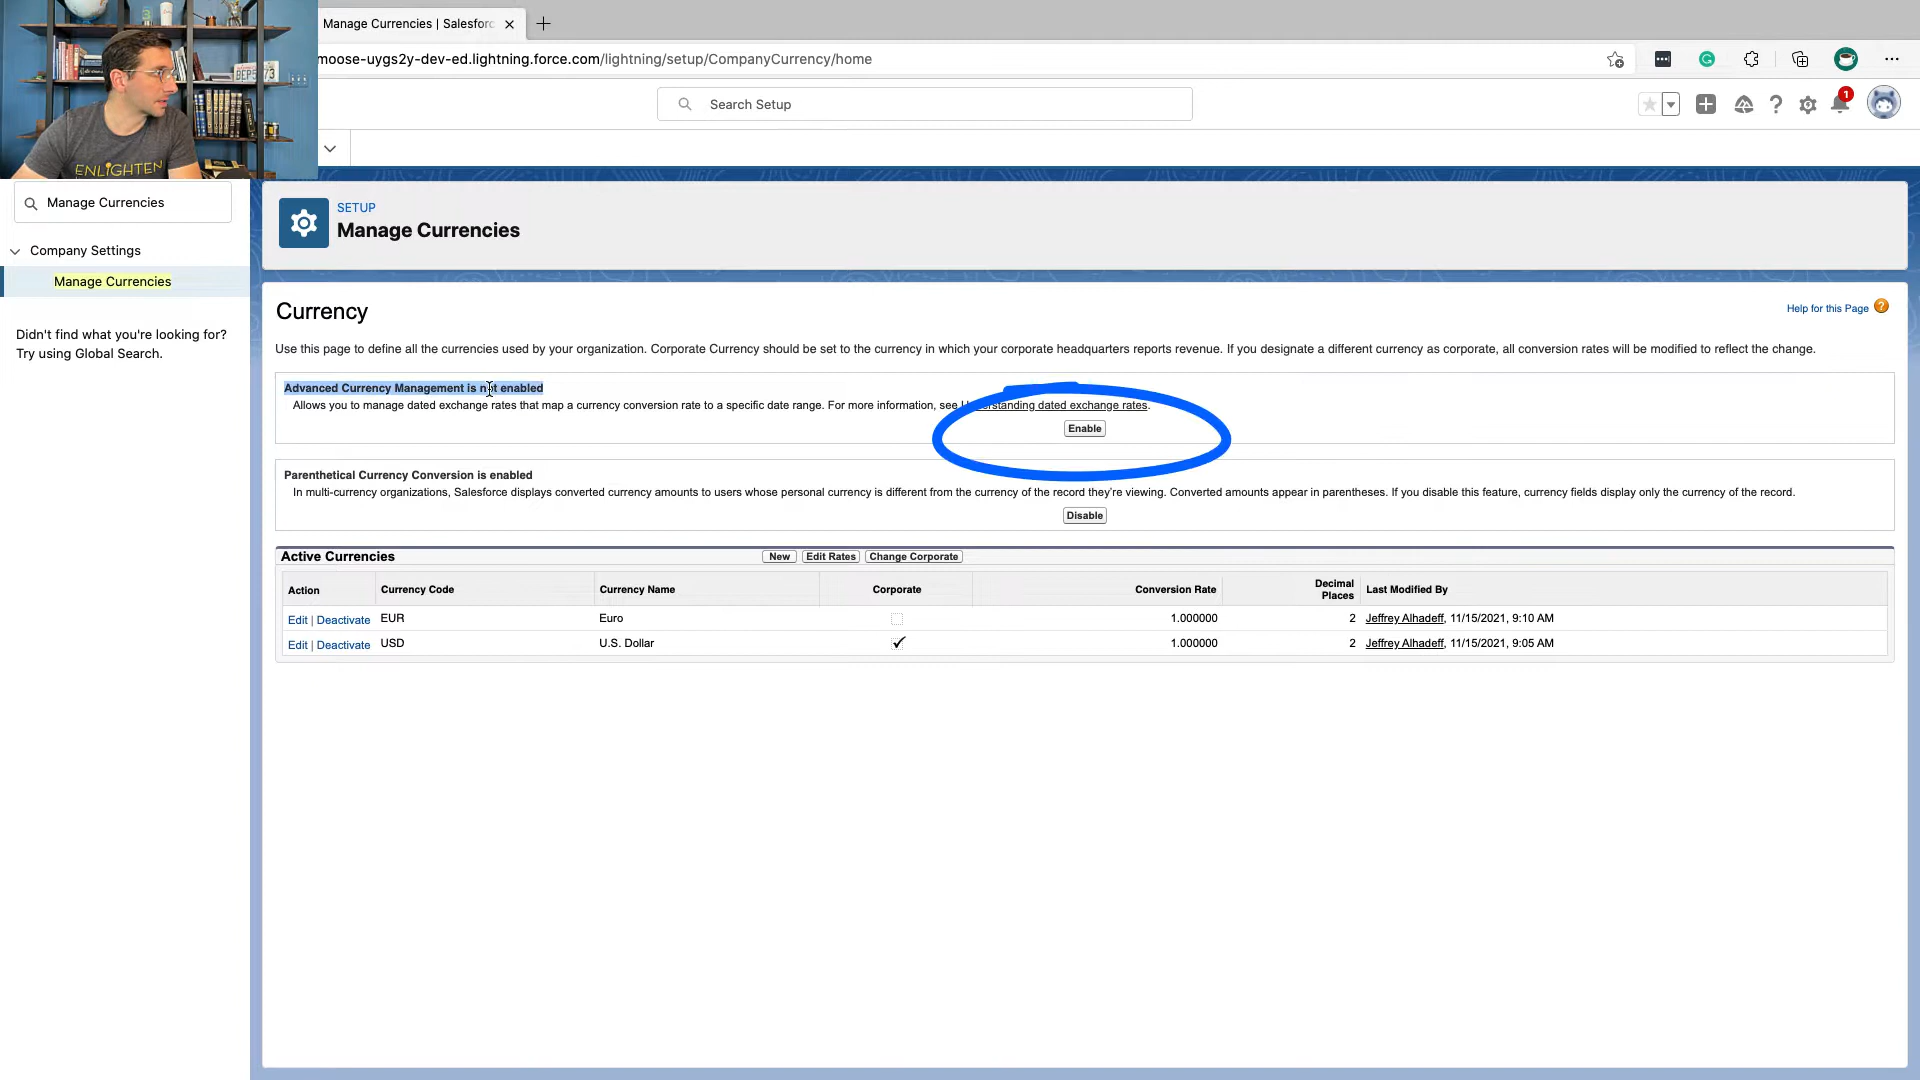 Manage Currencies | Salesforc
moose-uygs2y-dev-ed.lightning.force.com/lightning/setup/CompanyCurrency/home
ENLIGHTEN
Search Setup
1
Manage Currencies
Company Settings
Manage Currencies
Didn't find what you're looking for?
Try using Global Search.
SETUP
Manage Currencies
Currency
Help for this Page ?
Use this page to define all the currencies used by your organization. Corporate Currency should be set to the currency in which your corporate headquarters reports revenue. If you designate a different currency as corporate, all conversion rates will be modified to reflect the change.
Advanced Currency Management is not enabled
Allows you to manage dated exchange rates that map a currency conversion rate to a specific date range. For more information, see Understanding dated exchange rates.
Enable
Parenthetical Currency Conversion is enabled
In multi-currency organizations, Salesforce displays converted currency amounts to users whose personal currency is different from the currency of the record they're viewing. Converted amounts appear in parentheses. If you disable this feature, currency fields display only the currency of the record.
Disable
Active Currencies New Edit Rates Change Corporate
Action Currency Code Currency Name Corporate Conversion Rate Decimal Places Last Modified By
Edit | Deactivate EUR Euro 1.000000 2 Jeffrey Alhadeff, 11/15/2021, 9:10 AM
Edit | Deactivate USD U.S. Dollar 1.000000 2 Jeffrey Alhadeff, 11/15/2021, 9:05 AM